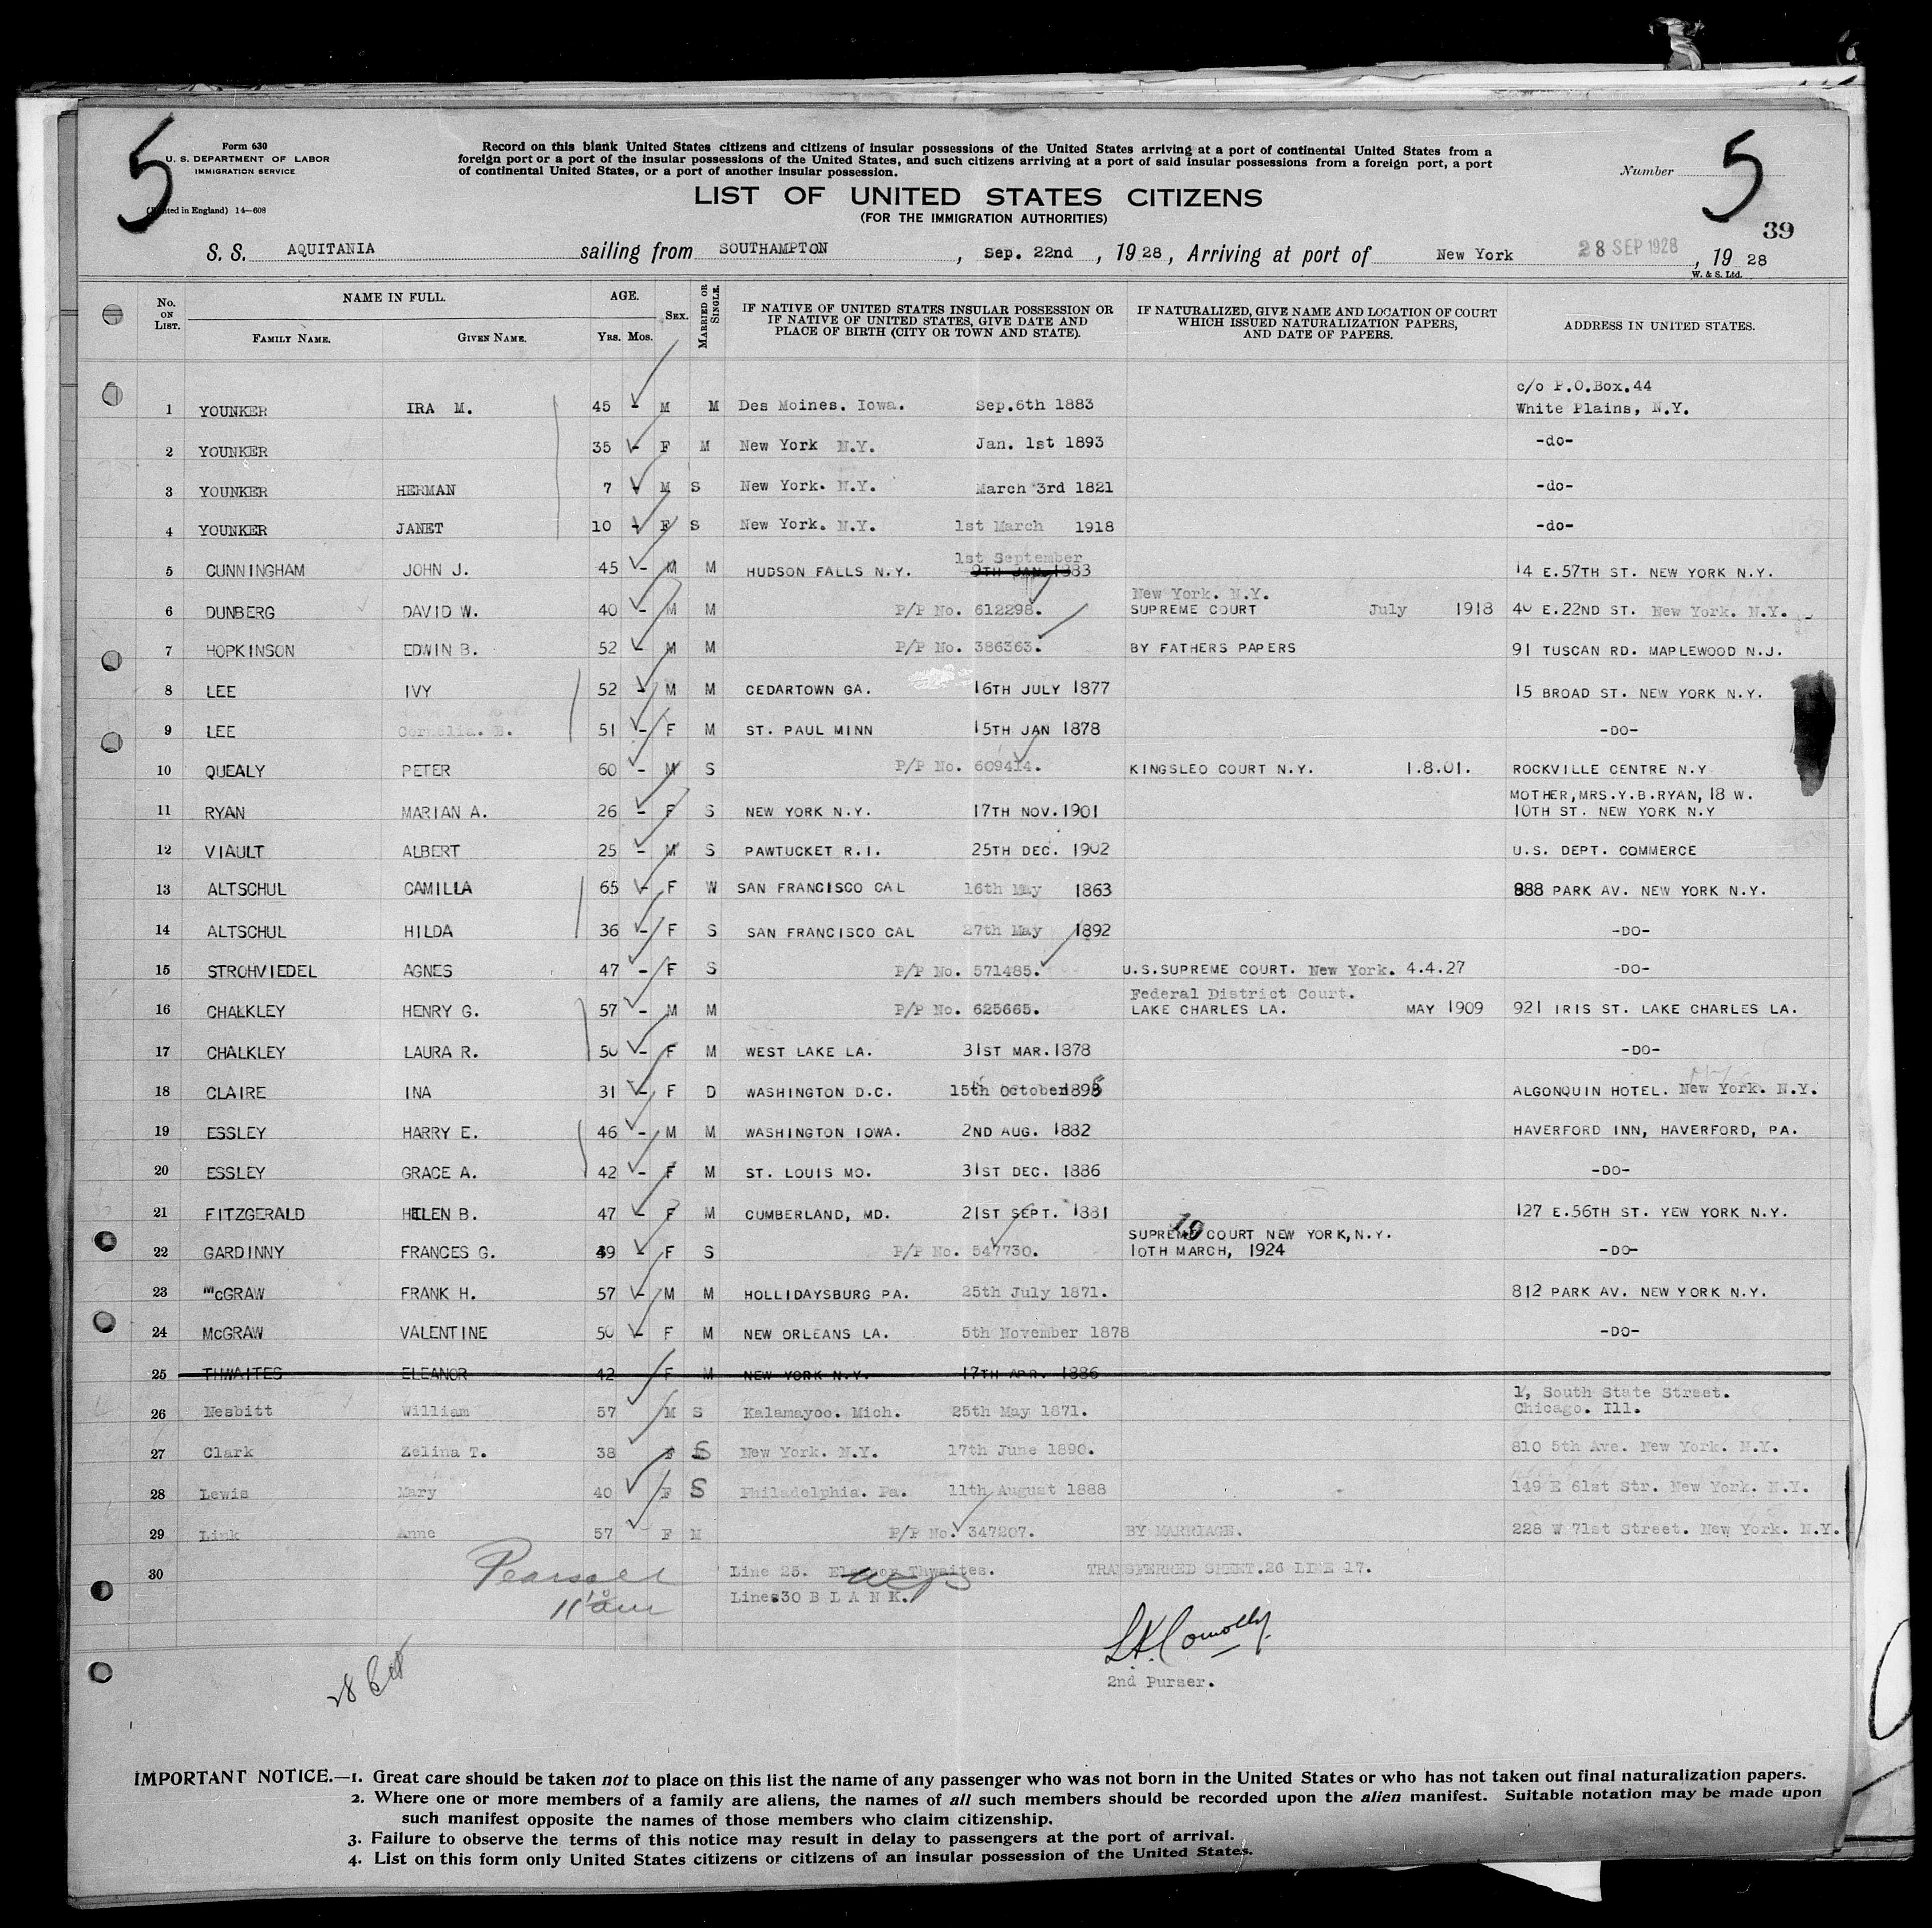 5
Form 630
U. S. DEPARTMENT OF LABOR
IMMIGRATION SERVICE
(Printed in England) 14—608
Record on this blank United States citizens and citizens of insular possessions of the United States arriving at a port of continental United States from a
foreign port or a port of the insular possessions of the United States, and such citizens arriving at a port of said insular possessions from a foreign port, a port
of continental United States, or a port of another insular possession.
Number 5
39
LIST OF UNITED STATES CITIZENS
(FOR THE IMMIGRATION AUTHORITIES)
S. S. AQUITANIA sailing from SOUTHAMPTON, Sep. 22nd, 1928, Arriving at port of New York 28 SEP 1928, 19 28
W. & S. Ltd.
No. ON LIST. NAME IN FULL. FAMILY NAME. GIVEN NAME. AGE. Yrs. Mos. SEX. MARRIED OR SINGLE. IF NATIVE OF UNITED STATES INSULAR POSSESSION OR IF NATIVE OF UNITED STATES, GIVE DATE AND PLACE OF BIRTH (CITY OR TOWN AND STATE). IF NATURALIZED, GIVE NAME AND LOCATION OF COURT WHICH ISSUED NATURALIZATION PAPERS, AND DATE OF PAPERS. ADDRESS IN UNITED STATES.
c/o P.O.Box.44
1 YOUNKER IRA M. 45 - M M Des Moines. Iowa. Sep.6th 1883 White Plains, N.Y.
2 YOUNKER 35 - F M New York N.Y. Jan. 1st 1893 -do-
3 YOUNKER HERMAN 7 - M S New York. N.Y. March 3rd 1821 -do-
4 YOUNKER JANET 10 - F S New York. N.Y. 1st March 1918 -do-
1st September
5 CUNNINGHAM JOHN J. 45 - M M HUDSON FALLS N.Y. 9TH JAN 1883 14 E.57TH ST. NEW YORK N.Y.
New York. N.Y.
6 DUNBERG DAVID W. 40 - M M P/P No. 612298. SUPREME COURT July 1918 40 E.22ND ST. New York. N.Y.
7 HOPKINSON EDWIN B. 52 - M M P/P No. 386363. BY FATHERS PAPERS 91 TUSCAN RD. MAPLEWOOD N.J.
8 LEE IVY 52 - M M CEDARTOWN GA. 16TH JULY 1877 15 BROAD ST. NEW YORK N.Y.
9 LEE Cornelia. B. 51 - F M ST. PAUL MINN 15TH JAN 1878 -DO-
10 QUEALY PETER 60 - M S P/P No. 609414. KINGSLEO COURT N.Y. 1.8.01. ROCKVILLE CENTRE N.Y
MOTHER,MRS.Y.B.RYAN, 18 W.
11 RYAN MARIAN A. 26 - F S NEW YORK N.Y. 17TH NOV.1901 10TH ST. NEW YORK N.Y
12 VIAULT ALBERT 25 - M S PAWTUCKET R.I. 25TH DEC. 1902 U.S. DEPT. COMMERCE
13 ALTSCHUL CAMILLA 65 - F W SAN FRANCISCO CAL 16th May 1863 888 PARK AV. NEW YORK N.Y.
14 ALTSCHUL HILDA 36 - F S SAN FRANCISCO CAL 27th May 1892 -DO-
15 STROHVIEDEL AGNES 47 - F S P/P No. 571485. U.S.SUPREME COURT. New York. 4.4.27 -DO-
Federal District Court.
16 CHALKLEY HENRY G. 57 - M M P/P No. 625665. LAKE CHARLES LA. MAY 1909 921 IRIS ST. LAKE CHARLES LA.
17 CHALKLEY LAURA R. 50 - F M WEST LAKE LA. 31ST MAR.1878 -DO-
18 CLAIRE INA 31 - F D WASHINGTON D.C. 15th October1895 ALGONQUIN HOTEL. New York. N.Y.
19 ESSLEY HARRY E. 46 - M M WASHINGTON IOWA. 2ND AUG. 1882 HAVERFORD INN, HAVERFORD, PA.
20 ESSLEY GRACE A. 42 - F M ST. LOUIS MO. 31ST DEC. 1886 -DO-
21 FITZGERALD HELEN B. 47 - F M CUMBERLAND, MD. 21ST SEPT. 1881 127 E.56TH ST. YEW YORK N.Y.
SUPREME COURT NEW YORK,N.Y.
22 GARDINNY FRANCES G. 49 - F S P/P No. 547730. 10TH MARCH, 1924 -DO-
23 McGRAW FRANK H. 57 - M M HOLLIDAYSBURG PA. 25th July 1871. 812 PARK AV. NEW YORK N.Y.
24 McGRAW VALENTINE 50 - F M NEW ORLEANS LA. 5th November 1878 -DO-
25 THWAITES ELEANOR 42 F M NEW YORK N.Y. 17TH APR. 1886
1, South State Street.
26 Nesbitt William 57 M S Kalamayoo. Mich. 25th May 1871. Chicago. Ill.
27 Clark Zelina T. 38 F S New York. N.Y. 17th June 1890. 810 5th Ave. New York. N.Y.
28 Lewis Mary 40 F S Philadelphia. Pa. 11th August 1888 149 E 61st Str. New York. N.Y.
29 Link Anne 57 F M P/P No. 347207. BY MARRIAGE. 228 W 71st Street. New York. N.Y.
30 Line 25. Eleanor Thwaites. TRANSFERRED SHEET.26 LINE 17.
Lines30 B L A N K.
11 am
2nd Purser.
28
IMPORTANT NOTICE.—1. Great care should be taken not to place on this list the name of any passenger who was not born in the United States or who has not taken out final naturalization papers.
2. Where one or more members of a family are aliens, the names of all such members should be recorded upon the alien manifest. Suitable notation may be made upon
such manifest opposite the names of those members who claim citizenship.
3. Failure to observe the terms of this notice may result in delay to passengers at the port of arrival.
4. List on this form only United States citizens or citizens of an insular possession of the United States.